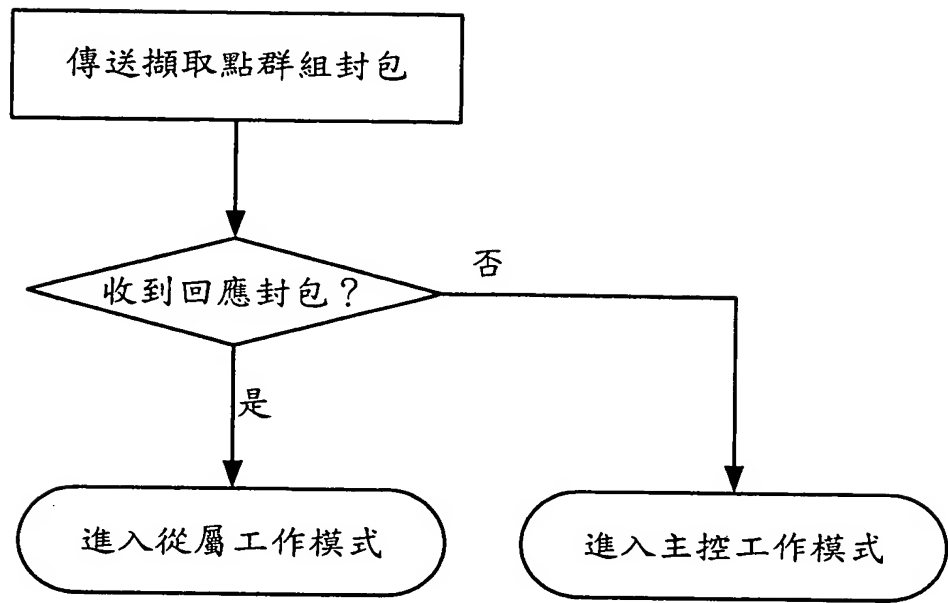 傳送擷取點群組封包
收到回應封包？
否
是
進入從屬工作模式
進入主控工作模式